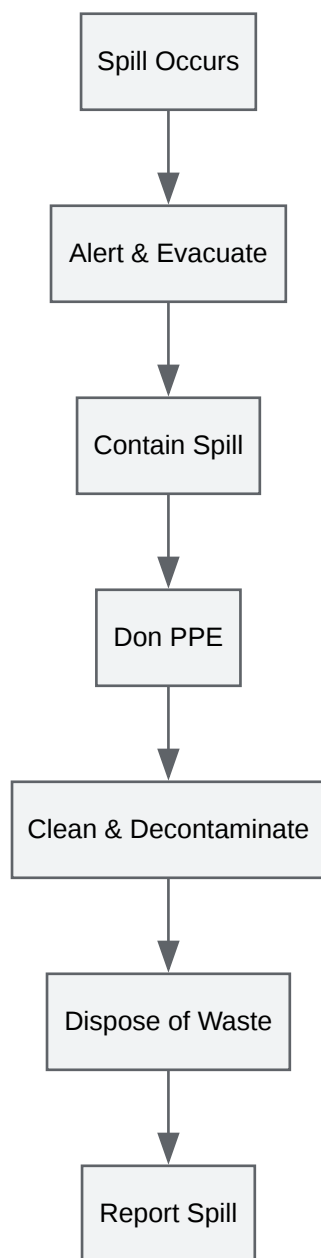 Spill Occurs
Alert & Evacuate
Contain Spill
Don PPE
Clean & Decontaminate
Dispose of Waste
Report Spill